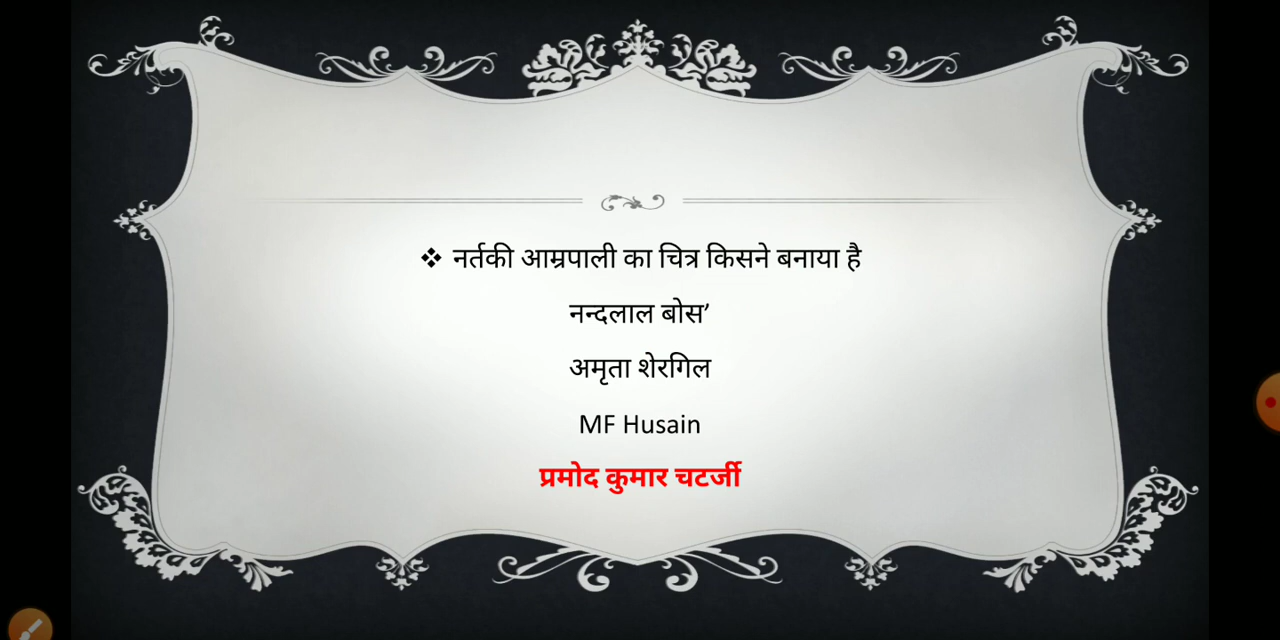 ❖ नर्तकी आम्रपाली का चित्र किसने बनाया है
नन्दलाल बोस’
अमृता शेरगिल
MF Husain
प्रमोद कुमार चटर्जी